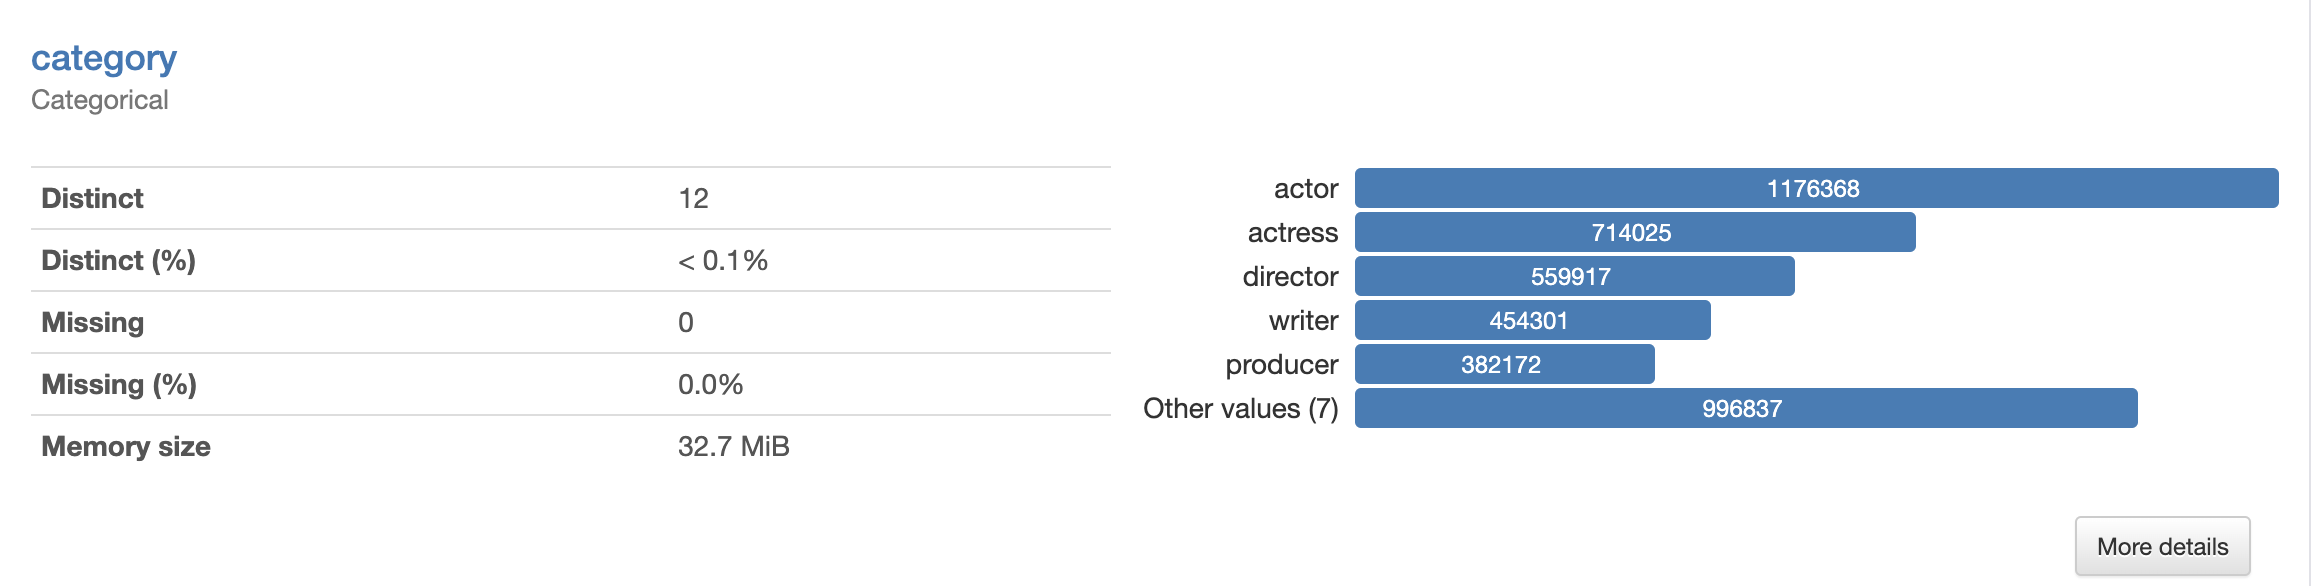 category
Categorical
Distinct 12
Distinct (%) < 0.1%
Missing 0
Missing (%) 0.0%
Memory size 32.7 MiB
actor 1176368
actress 714025
director 559917
writer 454301
producer 382172
Other values (7) 996837
More details